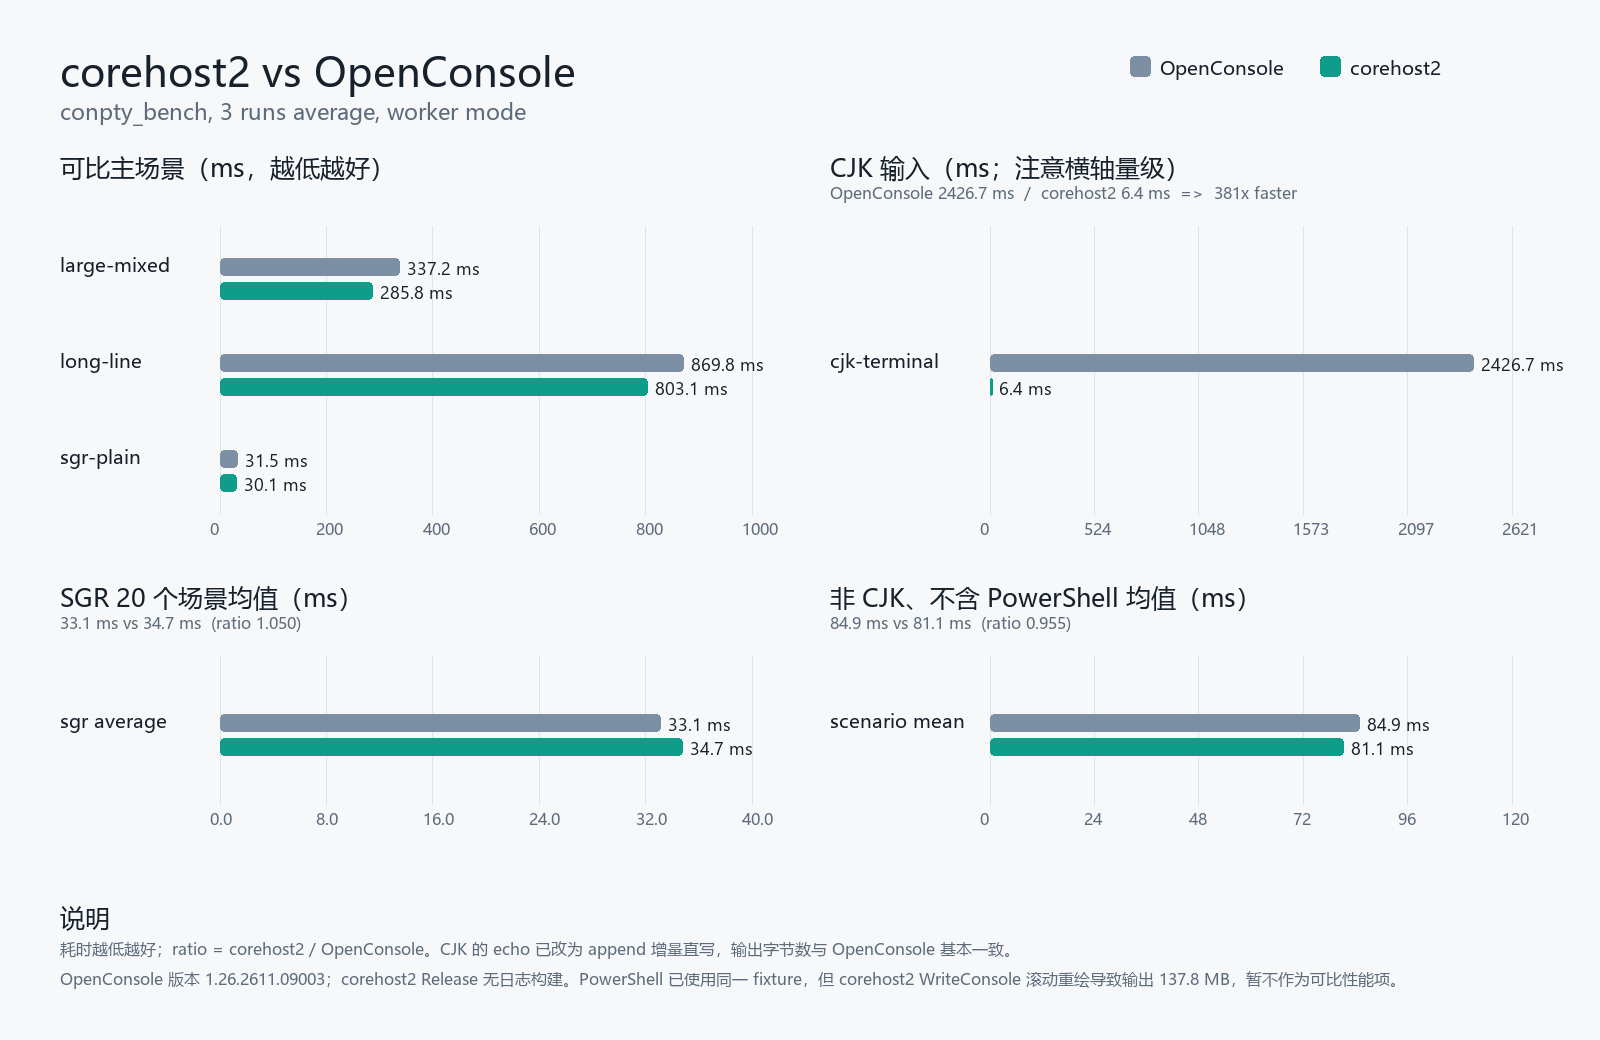 corehost2 vs OpenConsole
conpty_bench, 3 runs average, worker mode
OpenConsole
corehost2
可比主场景（ms，越低越好）
large-mixed
337.2 ms
285.8 ms
long-line
869.8 ms
803.1 ms
sgr-plain
31.5 ms
30.1 ms
0 200 400 600 800 1000
CJK 输入（ms；注意横轴量级）
OpenConsole 2426.7 ms / corehost2 6.4 ms => 381x faster
cjk-terminal
2426.7 ms
6.4 ms
0 524 1048 1573 2097 2621
SGR 20 个场景均值（ms）
33.1 ms vs 34.7 ms (ratio 1.050)
sgr average
33.1 ms
34.7 ms
0.0 8.0 16.0 24.0 32.0 40.0
非 CJK、不含 PowerShell 均值（ms）
84.9 ms vs 81.1 ms (ratio 0.955)
scenario mean
84.9 ms
81.1 ms
0 24 48 72 96 120
说明
耗时越低越好；ratio = corehost2 / OpenConsole。CJK 的 echo 已改为 append 增量直写，输出字节数与 OpenConsole 基本一致。
OpenConsole 版本 1.26.2611.09003；corehost2 Release 无日志构建。PowerShell 已使用同一 fixture，但 corehost2 WriteConsole 滚动重绘导致输出 137.8 MB，暂不作为可比性能项。